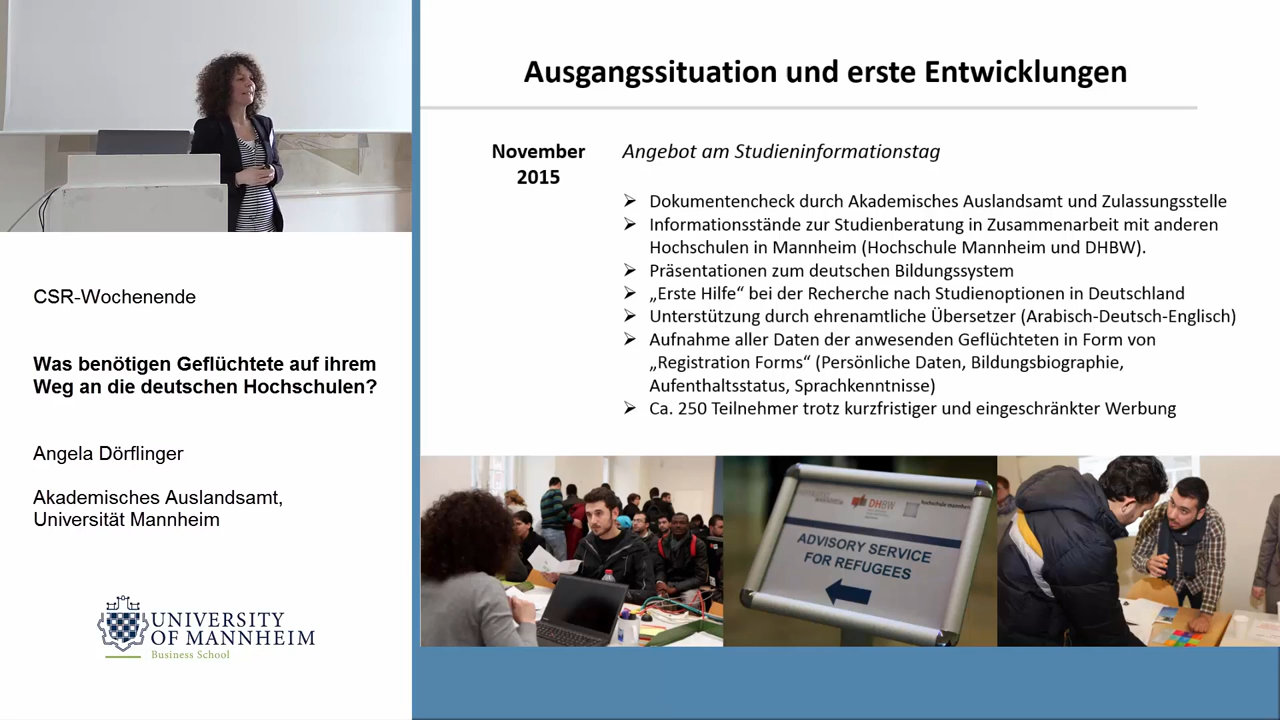 Ausgangssituation und erste Entwicklungen
November
2015
Angebot am Studieninformationstag
➢ Dokumentencheck durch Akademisches Auslandsamt und Zulassungsstelle
➢ Informationsstände zur Studienberatung in Zusammenarbeit mit anderen
Hochschulen in Mannheim (Hochschule Mannheim und DHBW).
➢ Präsentationen zum deutschen Bildungssystem
➢ „Erste Hilfe“ bei der Recherche nach Studienoptionen in Deutschland
➢ Unterstützung durch ehrenamtliche Übersetzer (Arabisch-Deutsch-Englisch)
➢ Aufnahme aller Daten der anwesenden Geflüchteten in Form von
„Registration Forms“ (Persönliche Daten, Bildungsbiographie,
Aufenthaltsstatus, Sprachkenntnisse)
➢ Ca. 250 Teilnehmer trotz kurzfristiger und eingeschränkter Werbung
CSR-Wochenende
Was benötigen Geflüchtete auf ihrem
Weg an die deutschen Hochschulen?
Angela Dörflinger
Akademisches Auslandsamt,
Universität Mannheim
UNIVERSITY
OF MANNHEIM
Business School
DHBW
hochschule mannheim
ADVISORY SERVICE
FOR REFUGEES